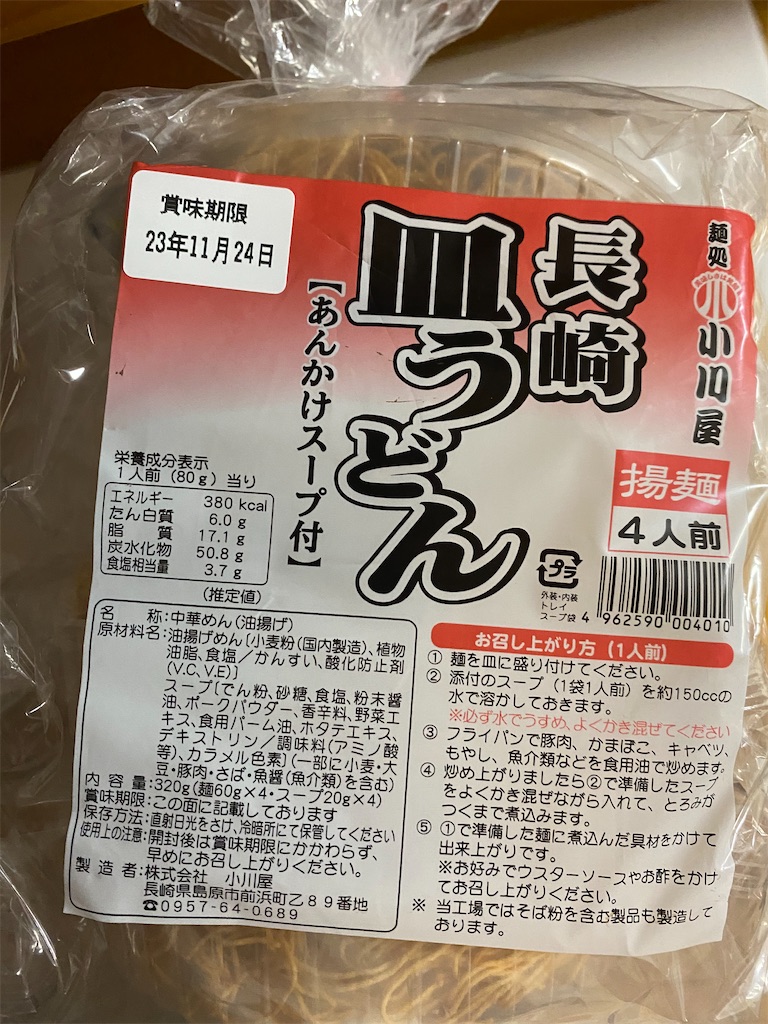 賞味期限
23年11月24日
麺処
小川屋
長崎
皿うどん
【あんかけスープ付】
揚麺
4人前
栄養成分表示
1人前(80g)当り
エネルギー 380 kcal
たん白質 6.0 g
脂質 17.1 g
炭水化物 50.8 g
食塩相当量 3.7 g
(推定値)
プラ
外装・内装
トレイ
スープ袋
4 962590 004010
名称:中華めん(油揚げ)
原材料名:油揚げめん〔小麦粉(国内製造)、植物
油脂、食塩/かんすい、酸化防止剤
(V.C、V.E)〕
スープ〔でん粉、砂糖、食塩、粉末醤
油、ポークパウダー、香辛料、野菜エ
キス、食用パーム油、ホタテエキス、
デキストリン/調味料(アミノ酸
等)、カラメル色素〕(一部に小麦・大
豆・豚肉・さば・魚醤(魚介類)を含む)
内容量:320g(麺60g×4・スープ20g×4)
賞味期限:この面に記載しております
保存方法:直射日光をさけ、冷暗所にて保管してください
使用上の注意:開封後は賞味期限にかかわらず、
早めにお召し上がりください。
製造者:株式会社 小川屋
長崎県島原市前浜町乙89番地
☎0957-64-0689
お召し上がり方(1人前)
① 麺を皿に盛り付けてください。
② 添付のスープ(1袋1人前)を約150ccの
水で溶かしておきます。
※必ず水でうすめ、よくかき混ぜてください
③ フライパンで豚肉、かまぼこ、キャベツ、
もやし、魚介類などを食用油で炒めます。
④ 炒め上がりましたら②で準備したスープ
をよくかき混ぜながら入れて、とろみが
つくまで煮込みます。
⑤ ①で準備した麺に煮込んだ具材をかけて
出来上がりです。
※お好みでウスターソースやお酢をかけ
てお召し上がりください。
※ 当工場ではそば粉を含む製品も製造して
おります。